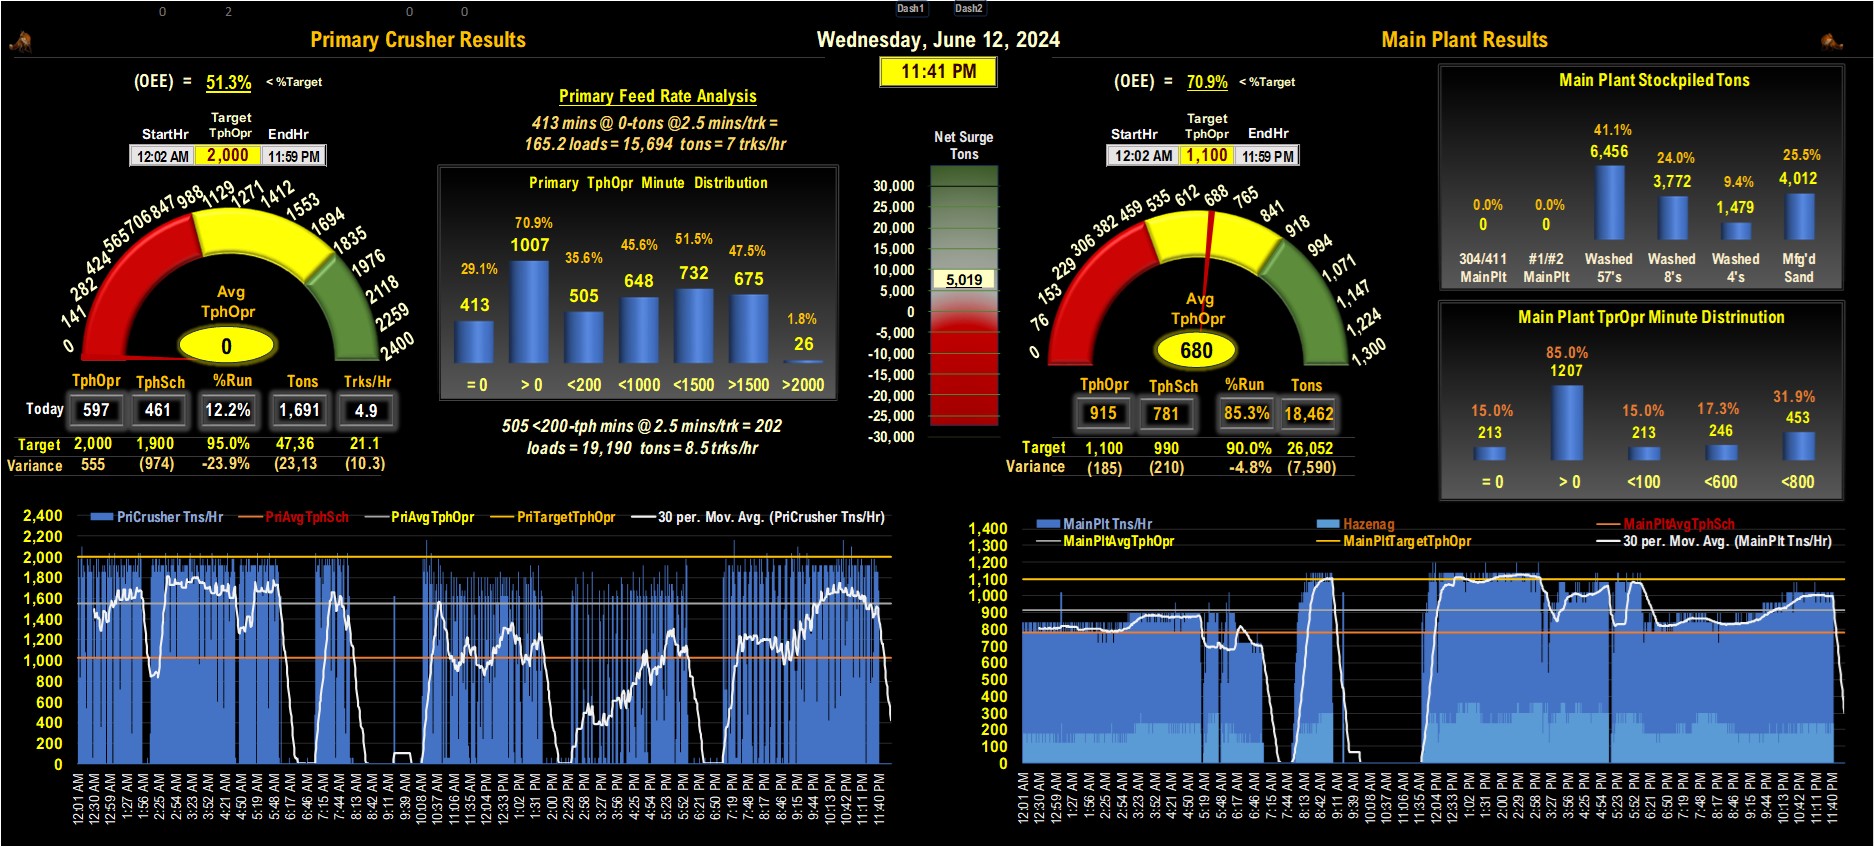 0 2 0 0 Dash1 Dash2
Primary Crusher Results
Wednesday, June 12, 2024
Main Plant Results
11:41 PM
(OEE) = 51.3% < %Target
Target
StartHr TphOpr EndHr
12:02 AM 2,000 11:59 PM
0 141 282 424 565 706 847 988 1129 1271 1412 1553 1694 1835 1976 2118 2259 2400
Avg
TphOpr
0
TphOpr TphSch %Run Tons Trks/Hr
Today 597 461 12.2% 1,691 4.9
Target 2,000 1,900 95.0% 47,36 21.1
Variance 555 (974) -23.9% (23,13 (10.3)
Primary Feed Rate Analysis
413 mins @ 0-tons @2.5 mins/trk =
165.2 loads = 15,694 tons = 7 trks/hr
Primary TphOpr Minute Distribution
29.1% 70.9% 35.6% 45.6% 51.5% 47.5% 1.8%
413 1007 505 648 732 675 26
= 0 > 0 <200 <1000 <1500 >1500 >2000
505 <200-tph mins @ 2.5 mins/trk = 202
loads = 19,190 tons = 8.5 trks/hr
Net Surge
Tons
30,000
25,000
20,000
15,000
10,000
5,019
5,000
0
-5,000
-10,000
-15,000
-20,000
-25,000
-30,000
(OEE) = 70.9% < %Target
Target
StartHr TphOpr EndHr
12:02 AM 1,100 11:59 PM
0 76 153 229 306 382 459 535 612 688 765 841 918 994 1,071 1,147 1,224 1,300
Avg
TphOpr
680
TphOpr TphSch %Run Tons
915 781 85.3% 18,462
Target 1,100 990 90.0% 26,052
Variance (185) (210) -4.8% (7,590)
Main Plant Stockpiled Tons
0.0% 0.0% 41.1% 24.0% 9.4% 25.5%
0 0 6,456 3,772 1,479 4,012
304/411 #1/#2 Washed Washed Washed Mfg'd
MainPlt MainPlt 57's 8's 4's Sand
Main Plant TprOpr Minute Distrinution
15.0% 85.0% 15.0% 17.3% 31.9%
213 1207 213 246 453
= 0 > 0 <100 <600 <800
PriCrusher Tns/Hr PriAvgTphSch PriAvgTphOpr PriTargetTphOpr 30 per. Mov. Avg. (PriCrusher Tns/Hr)
2,400
2,200
2,000
1,800
1,600
1,400
1,200
1,000
800
600
400
200
0
12:01 AM 12:30 AM 12:59 AM 1:27 AM 1:56 AM 2:25 AM 2:54 AM 3:23 AM 3:52 AM 4:21 AM 4:50 AM 5:19 AM 5:48 AM 6:17 AM 6:46 AM 7:15 AM 7:44 AM 8:13 AM 8:42 AM 9:11 AM 9:39 AM 10:08 AM 11:06 AM 11:35 AM 12:04 PM 12:33 PM 1:02 PM 1:31 PM 2:00 PM 2:29 PM 2:58 PM 3:27 PM 3:56 PM 4:25 PM 4:54 PM 5:23 PM 5:52 PM 6:21 PM 6:50 PM 7:19 PM 7:48 PM 8:17 PM 8:46 PM 9:15 PM 9:44 PM 10:13 PM 10:42 PM 11:11 PM 11:40 PM
MainPlt Tns/Hr Hazenag MainPltAvgTphSch
MainPltAvgTphOpr MainPltTargetTphOpr 30 per. Mov. Avg. (MainPlt Tns/Hr)
1,400
1,300
1,200
1,100
1,000
900
800
700
600
500
400
300
200
100
0
12:01 AM 12:30 AM 12:59 AM 1:27 AM 1:56 AM 2:25 AM 2:54 AM 3:23 AM 3:52 AM 4:21 AM 4:50 AM 5:19 AM 5:48 AM 6:17 AM 6:46 AM 7:15 AM 7:44 AM 8:13 AM 8:42 AM 9:11 AM 9:39 AM 10:08 AM 10:37 AM 11:06 AM 11:35 AM 12:04 PM 12:33 PM 1:02 PM 1:31 PM 2:00 PM 2:29 PM 2:58 PM 3:27 PM 3:56 PM 4:25 PM 4:54 PM 5:23 PM 5:52 PM 6:21 PM 6:50 PM 7:19 PM 7:48 PM 8:17 PM 8:46 PM 9:15 PM 9:44 PM 10:13 PM 10:42 PM 11:11 PM 11:40 PM